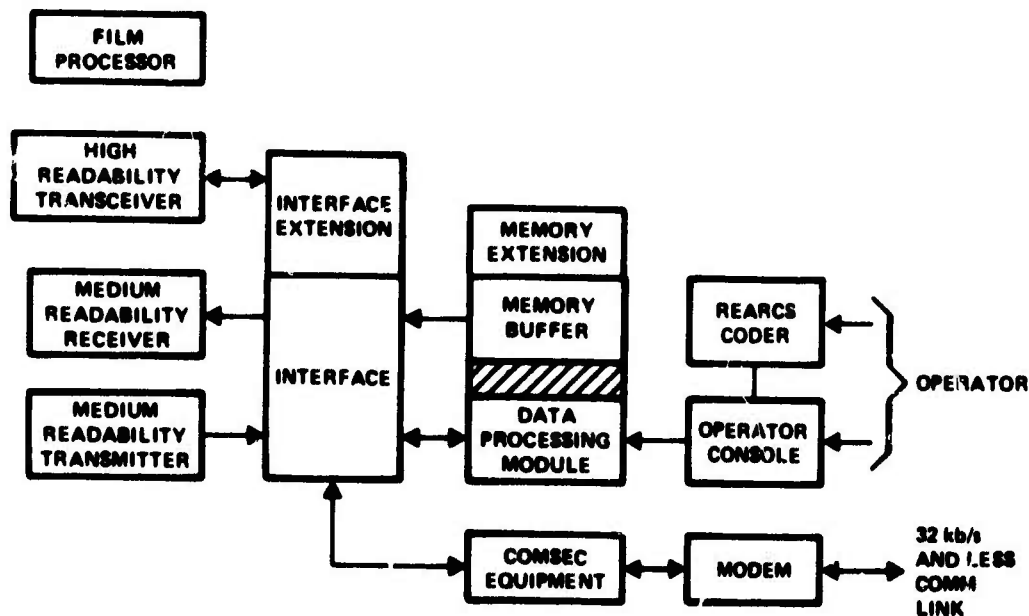 FILM
PROCESSOR
HIGH
READABILITY
TRANSCEIVER
INTERFACE
EXTENSION
MEMORY
EXTENSION
MEDIUM
READABILITY
RECEIVER
MEMORY
BUFFER
REARCS
CODER
INTERFACE
OPERATOR
MEDIUM
READABILITY
TRANSMITTER
DATA
PROCESSING
MODULE
OPERATOR
CONSOLE
COMSEC
EQUIPMENT
MODEM
32 kb/s
AND LESS
COMM
LINK